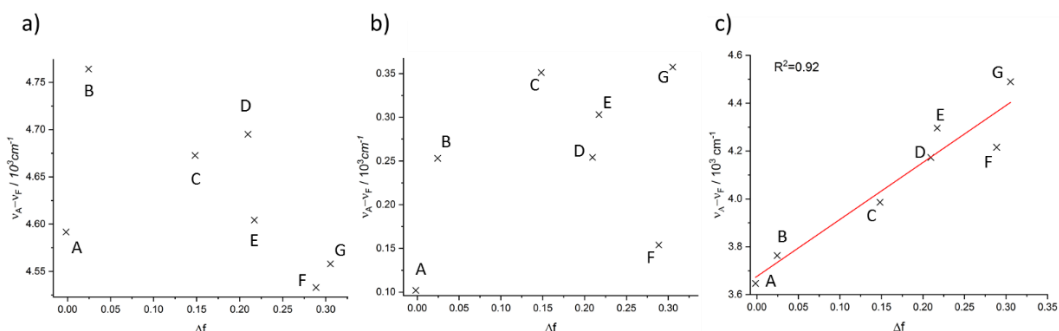 a)
4.75
4.70
4.65
4.60
4.55
0.00 0.05 0.10 0.15 0.20 0.25 0.30
νA−νF / 10³cm⁻¹
Δf
A
B
C
D
E
F
G
b)
0.35
0.30
0.25
0.20
0.15
0.10
0.00 0.05 0.10 0.15 0.20 0.25 0.30
νA−νF / 10³cm⁻¹
Δf
A
B
C
D
E
F
G
c)
R²=0.92
4.6
4.4
4.2
4.0
3.8
3.6
0.00 0.05 0.10 0.15 0.20 0.25 0.30 0.35
νA−νF / 10³ cm⁻¹
Δf
A
B
C
D
E
F
G